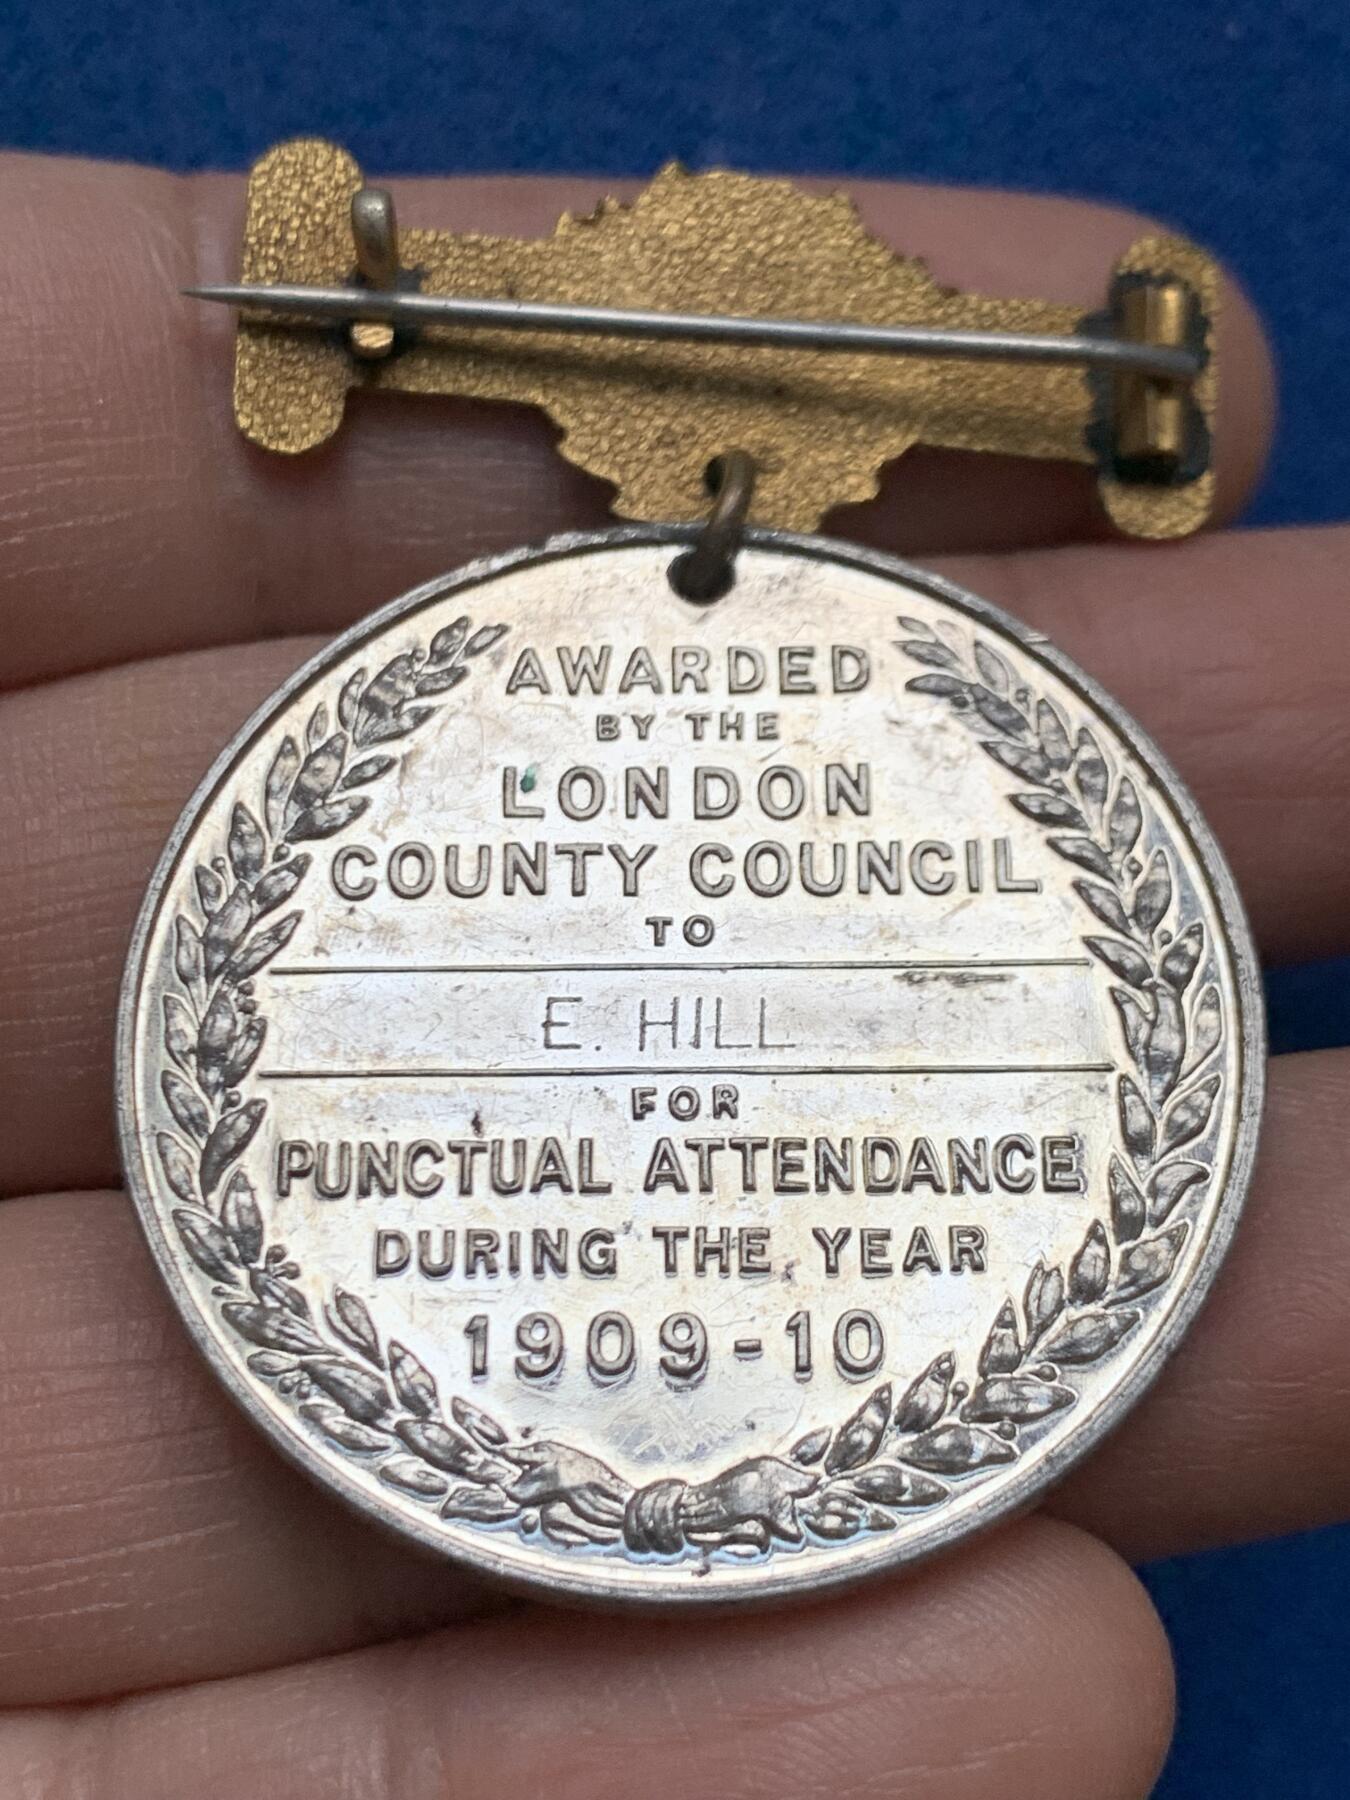 AWARDED
BY THE
LONDON
COUNTY COUNCIL
TO
E. HILL
FOR
PUNCTUAL ATTENDANCE
DURING THE YEAR
1909-10